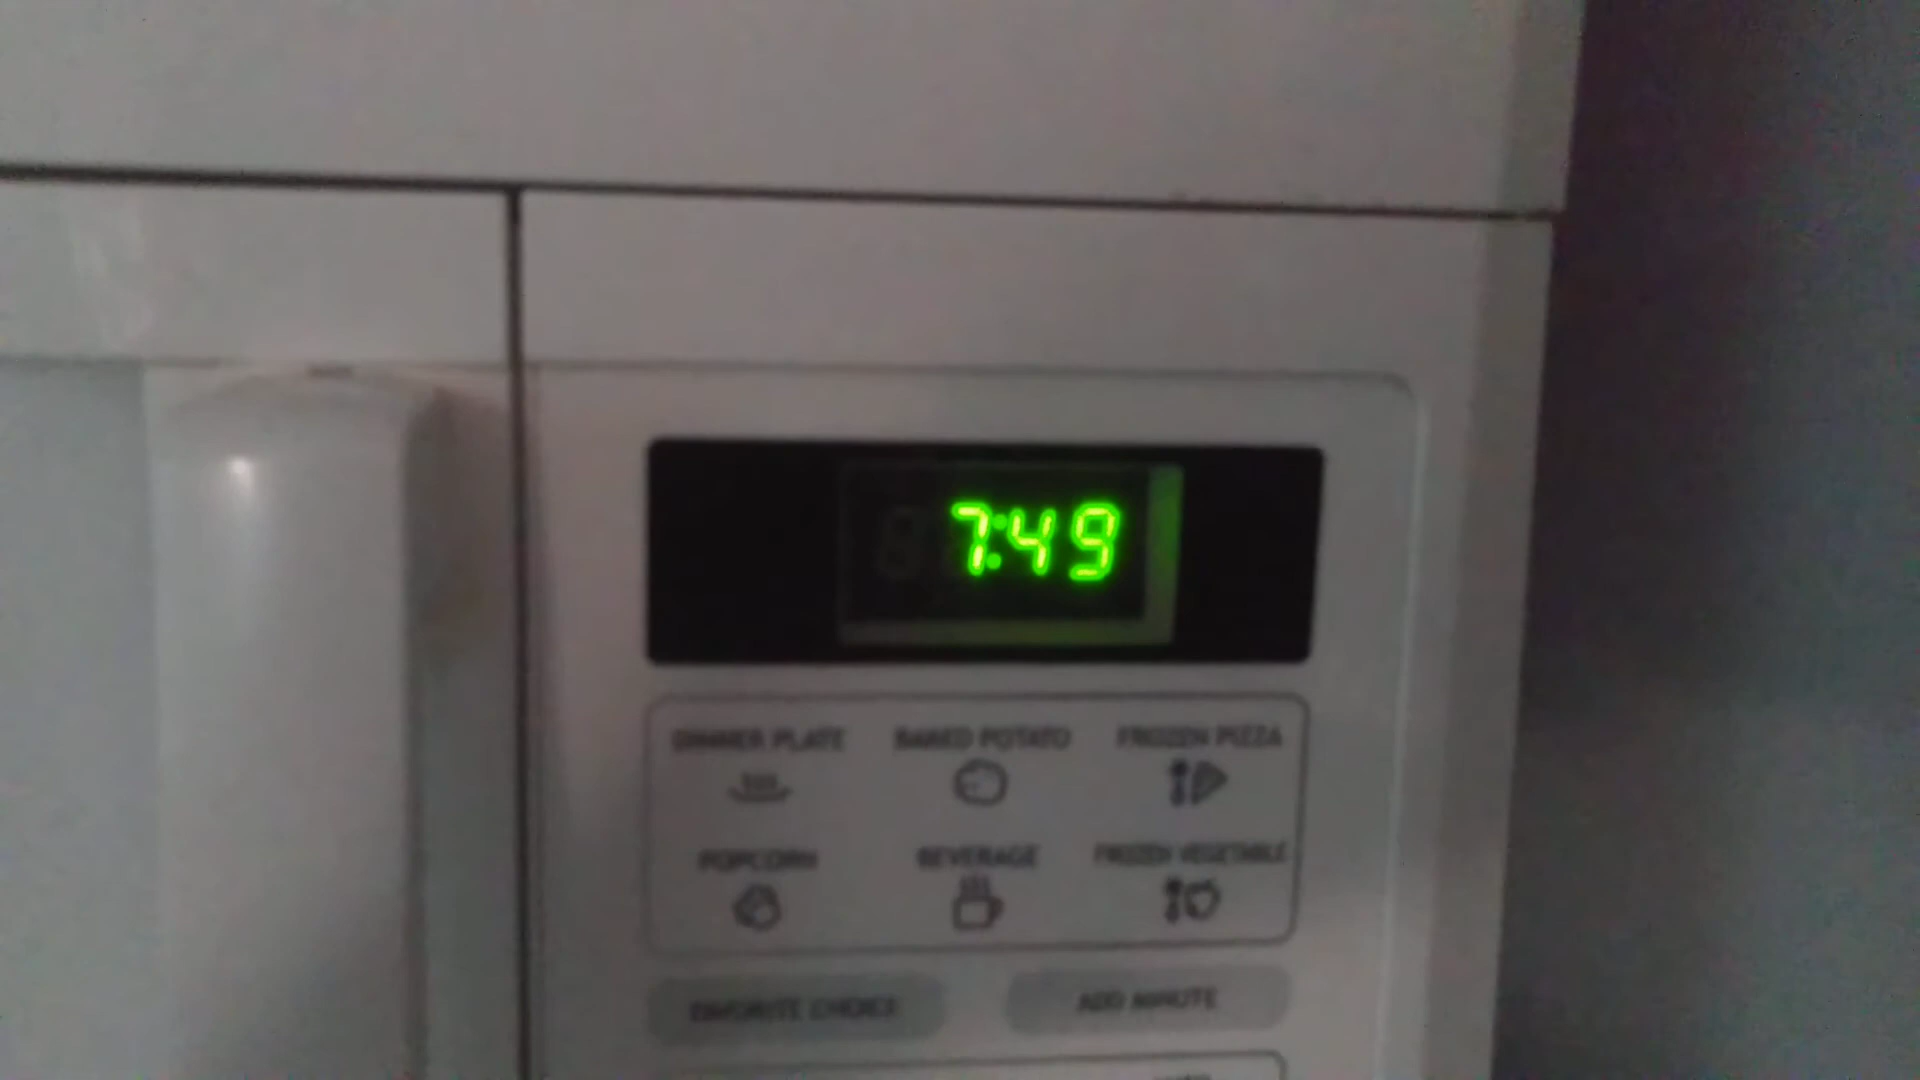 7:49
DINNER PLATE BAKED POTATO FROZEN PIZZA
POPCORN BEVERAGE FROZEN VEGETABLE
FAVORITE CHOICE ADD MINUTE